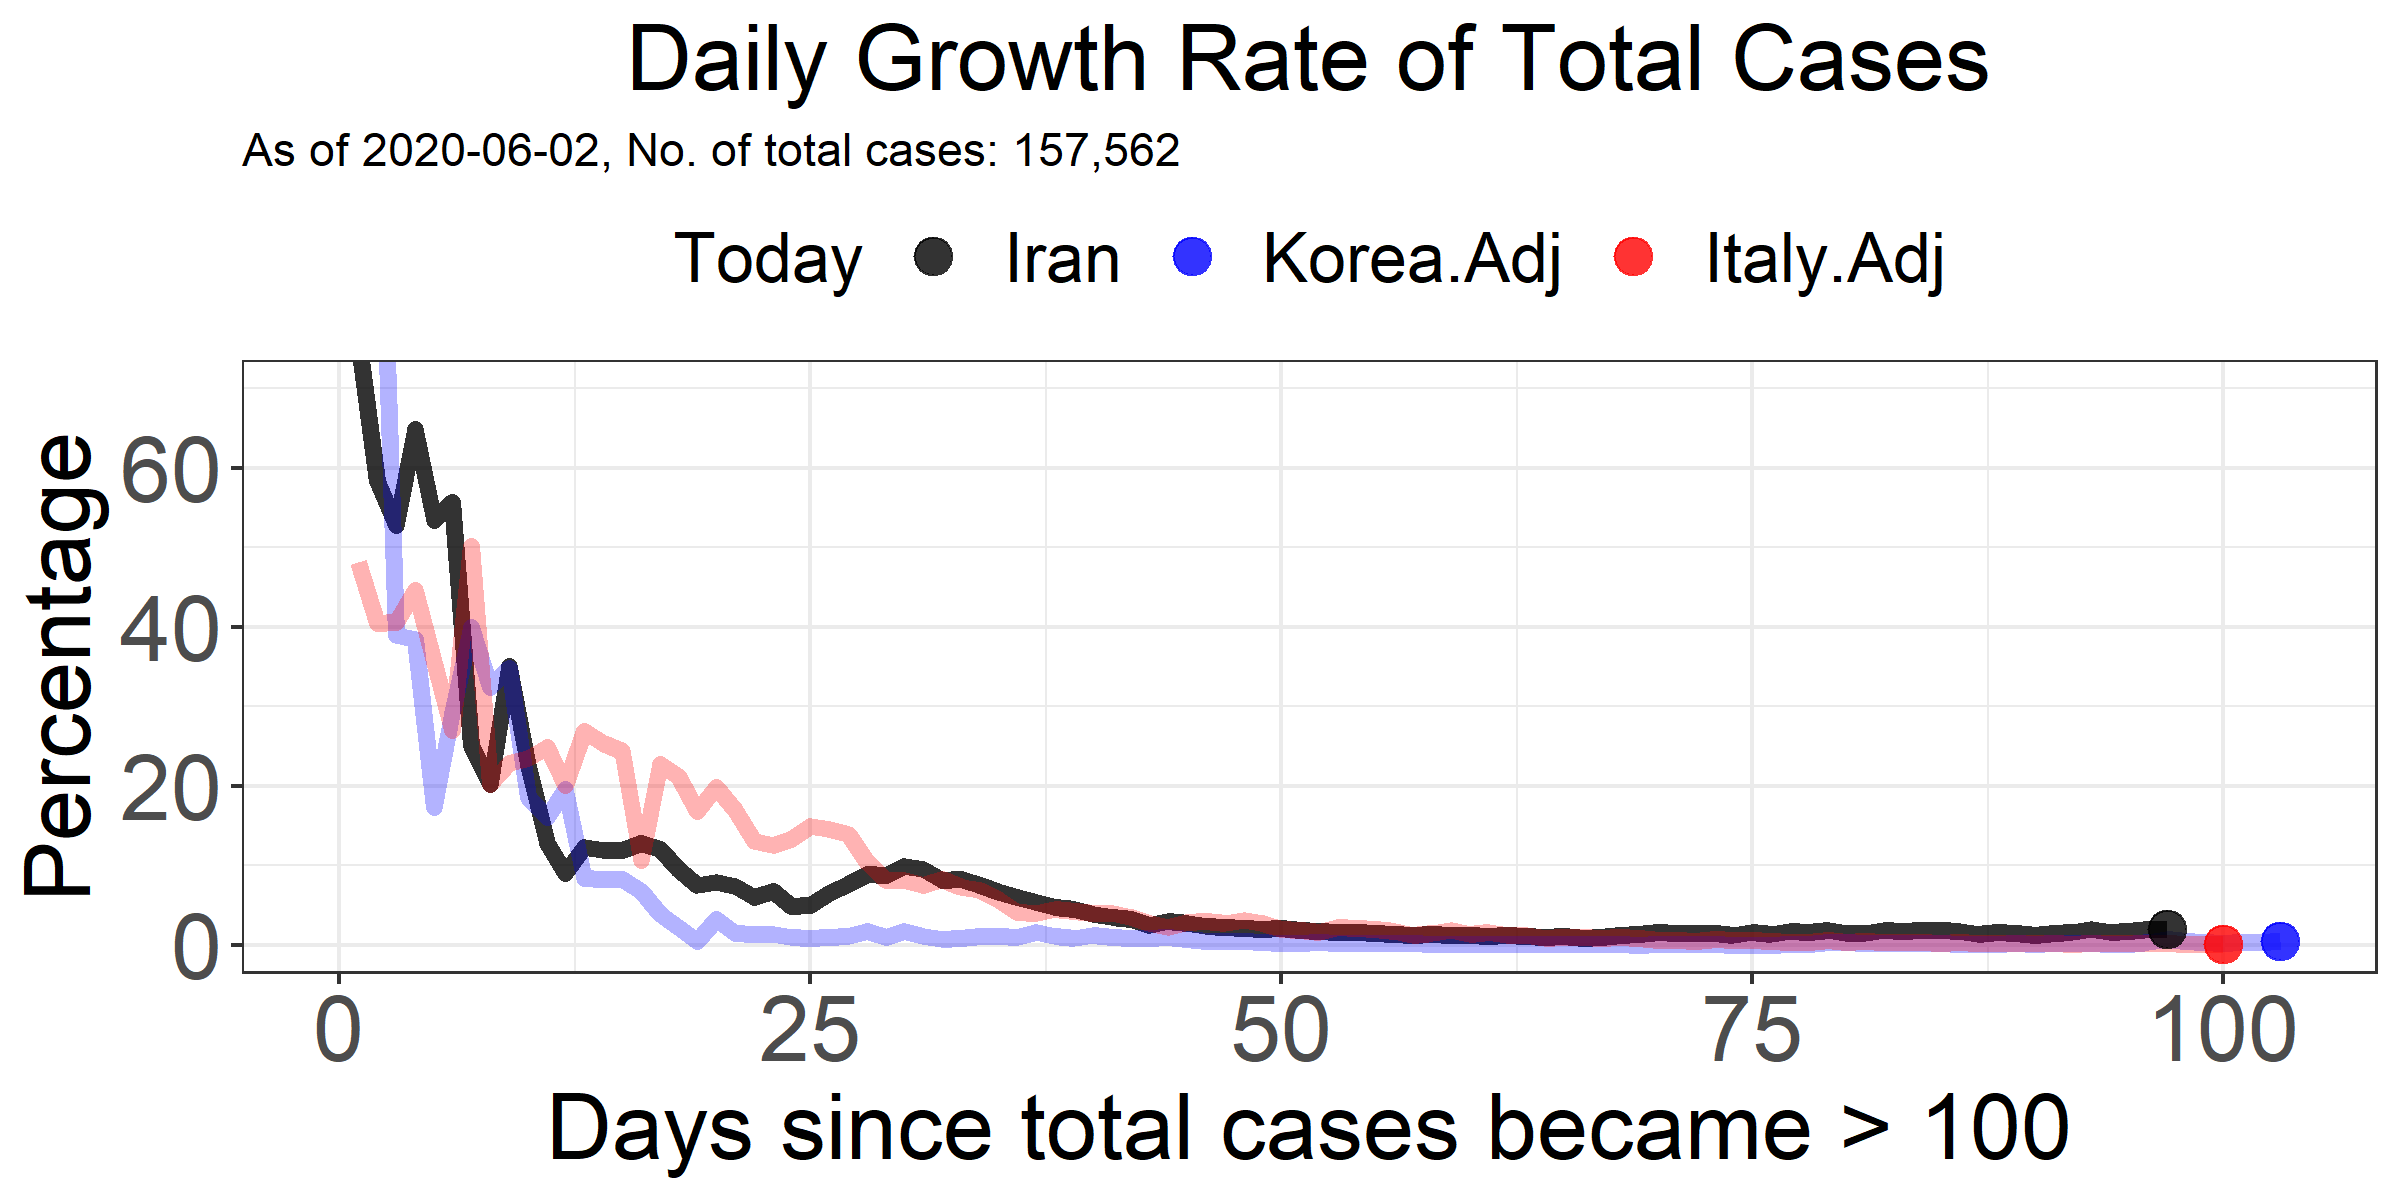 Daily Growth Rate of Total Cases
As of 2020-06-02, No. of total cases: 157,562
Today Iran Korea.Adj Italy.Adj
Percentage
60
40
20
0
0 25 50 75 100
Days since total cases became > 100